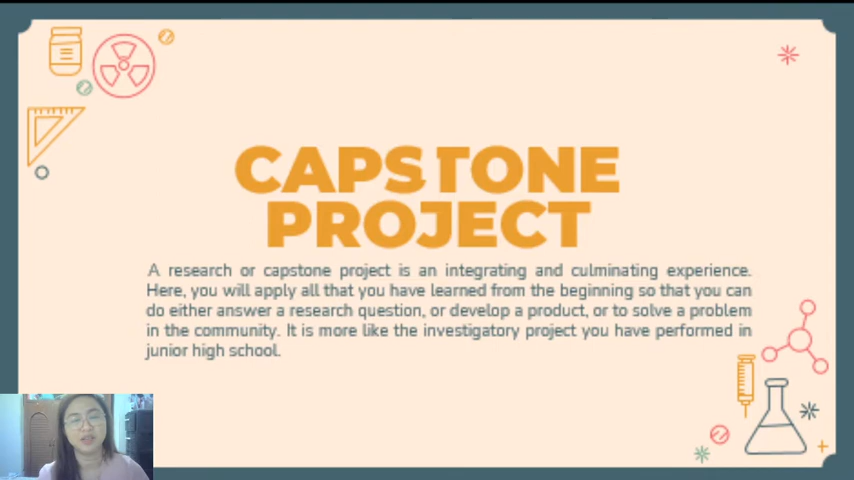 CAPSTONE
PROJECT
A research or capstone project is an integrating and culminating experience.
Here, you will apply all that you have learned from the beginning so that you can
do either answer a research question, or develop a product, or to solve a problem
in the community. It is more like the investigatory project you have performed in
junior high school.